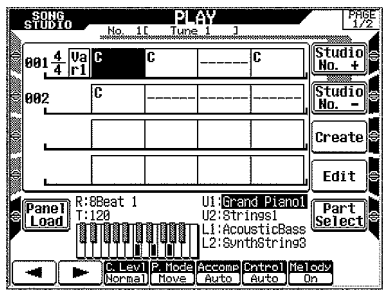 SONG STUDIO PLAY PAGE 1/2
No. 1[ Tune 1 ]
001 4/4 Var1 C C ------ C
Studio No. +
002 C ------ ------ ------
Studio No. -
Create
Edit
Panel Load
R:8Beat 1
T:120
U1:Grand Piano1
U2:Strings1
L1:AcousticBass
L2:SynthString3
Part Select
C.Levl P.Mode Accomp Cntrol Melody
Normal Move Auto Auto On